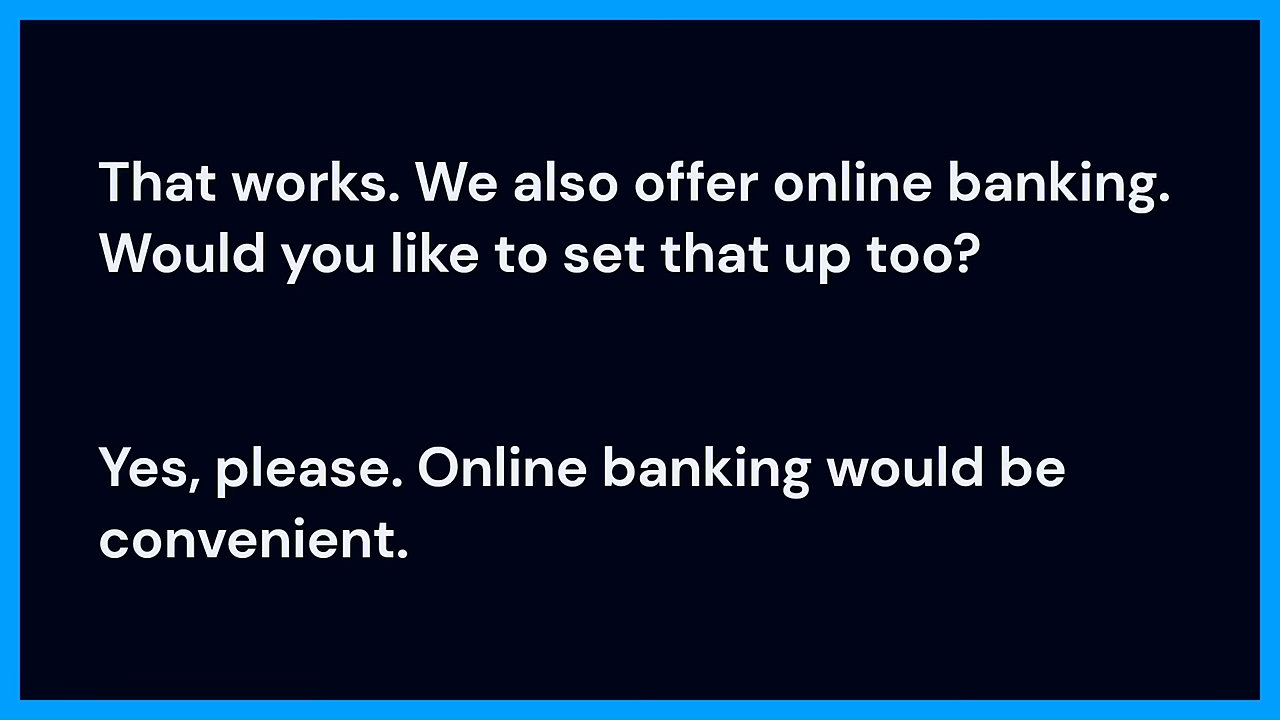 That works. We also offer online banking.
Would you like to set that up too?
Yes, please. Online banking would be
convenient.